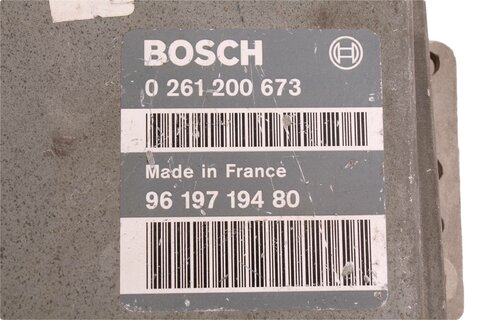 BOSCH
0 261 200 673
Made in France
96 197 194 80